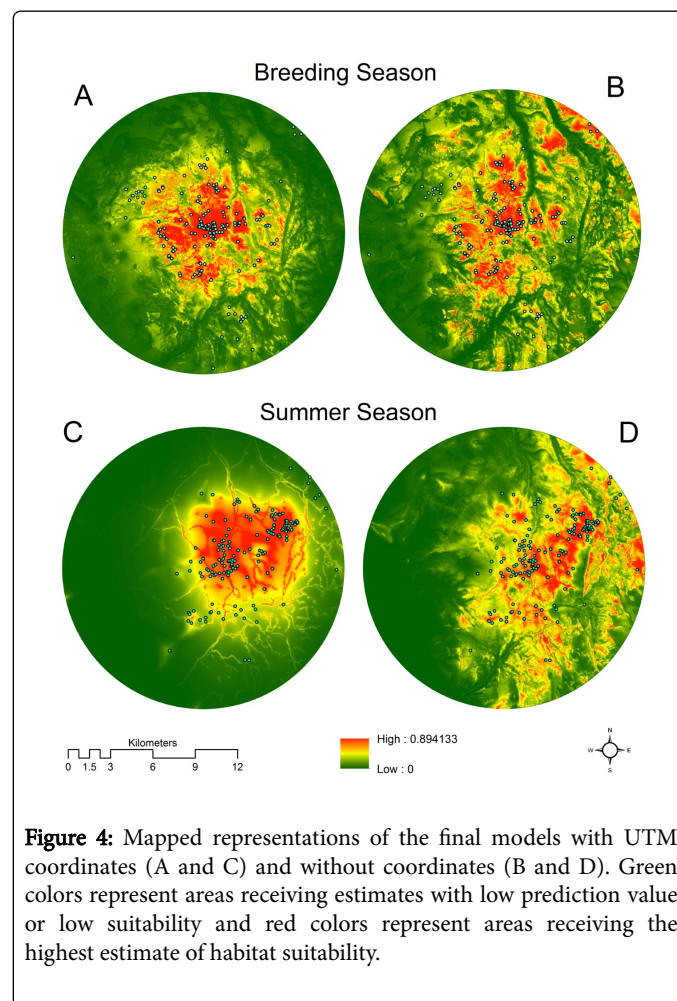 Breeding Season
A
B
Summer Season
C
D
Kilometers
0 1.5 3 6 9 12
High : 0.894133
Low : 0
N
W E
S
Figure 4: Mapped representations of the final models with UTM
coordinates (A and C) and without coordinates (B and D). Green
colors represent areas receiving estimates with low prediction value
or low suitability and red colors represent areas receiving the
highest estimate of habitat suitability.